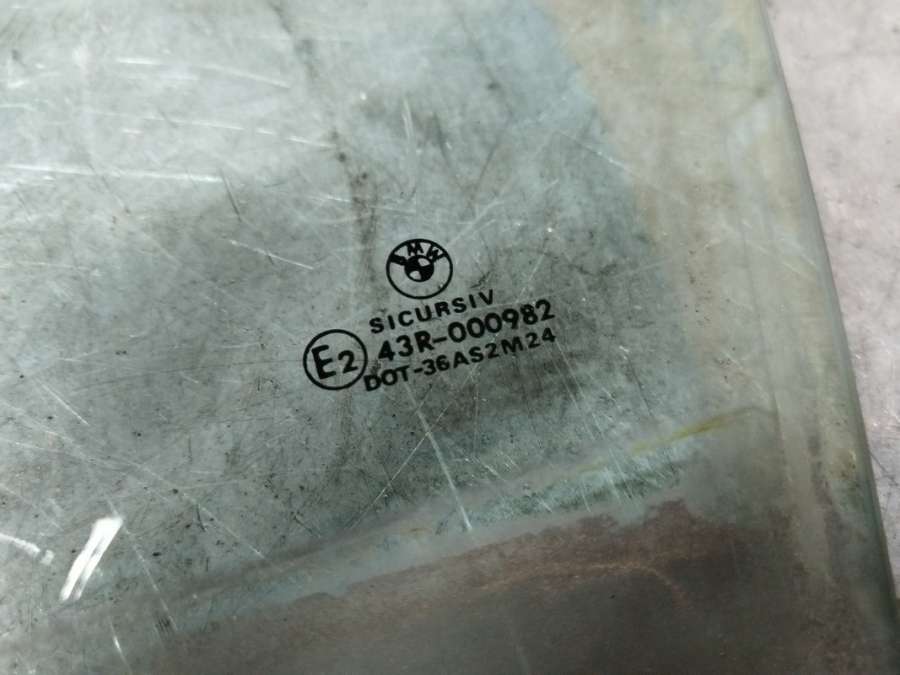 BMW
SICURSIV
E2
43R-000982
DOT-36AS2M24